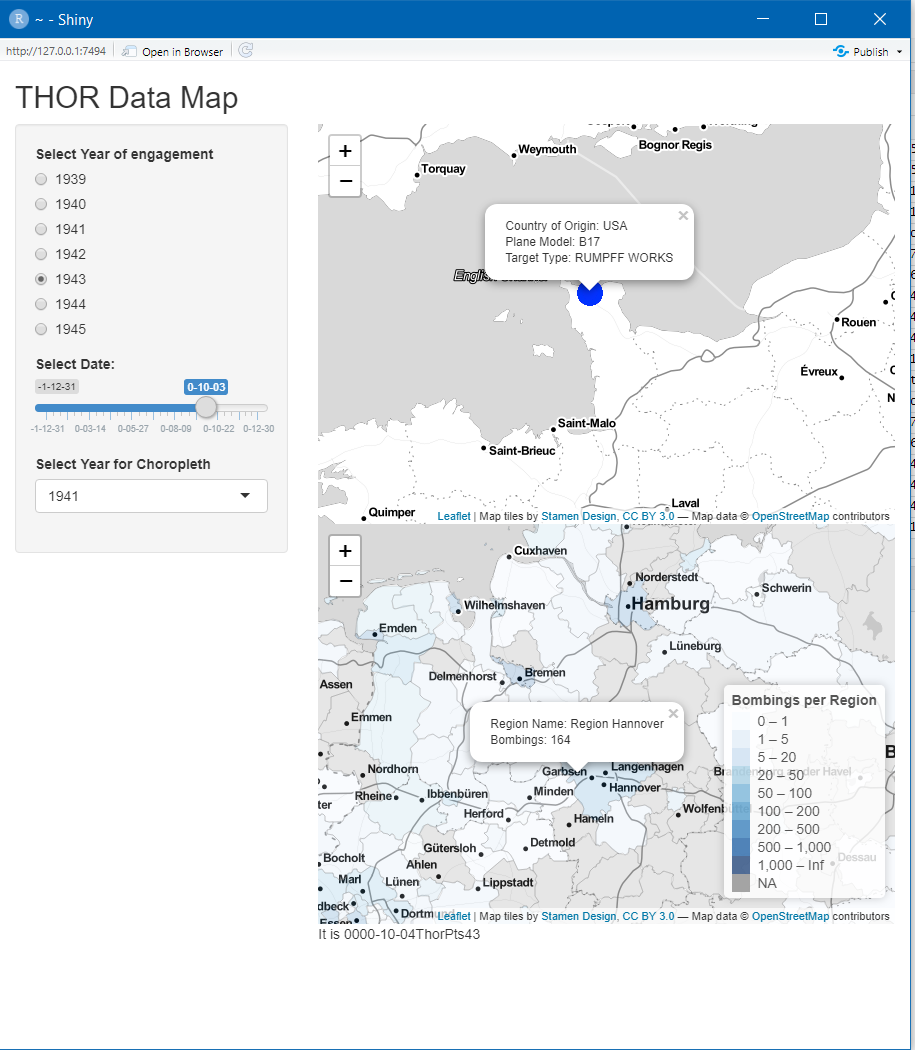 R ~ - Shiny
http://127.0.0.1:7494 Open in Browser Publish
THOR Data Map
Select Year of engagement
1939
1940
1941
1942
1943
1944
1945
Select Date:
-1-12-31 0-10-03
-1-12-31 0-03-14 0-05-27 0-08-09 0-10-22 0-12-30
Select Year for Choropleth
1941
+
−
Weymouth
Bognor Regis
Torquay
×
Country of Origin: USA
Plane Model: B17
Target Type: RUMPFF WORKS
Rouen
Évreux
Saint-Malo
Saint-Brieuc
Laval
Quimper
Leaflet | Map tiles by Stamen Design, CC BY 3.0 — Map data © OpenStreetMap contributors
+
−
Cuxhaven
Norderstedt
Schwerin
Wilhelmshaven
Hamburg
Emden
Lüneburg
Delmenhorst
Bremen
Assen
Emmen
×
Region Name: Region Hannover
Bombings: 164
Bombings per Region
0 – 1
1 – 5
5 – 20
20 – 50
50 – 100
100 – 200
200 – 500
500 – 1,000
1,000 – Inf
NA
Nordhorn
Garbsen
Langenhagen
Hannover
Rheine
Ibbenbüren
Minden
Herford
Hameln
Detmold
Gütersloh
Bocholt
Ahlen
Marl
Lünen
Lippstadt
Dessau
Leaflet | Map tiles by Stamen Design, CC BY 3.0 — Map data © OpenStreetMap contributors
It is 0000-10-04ThorPts43